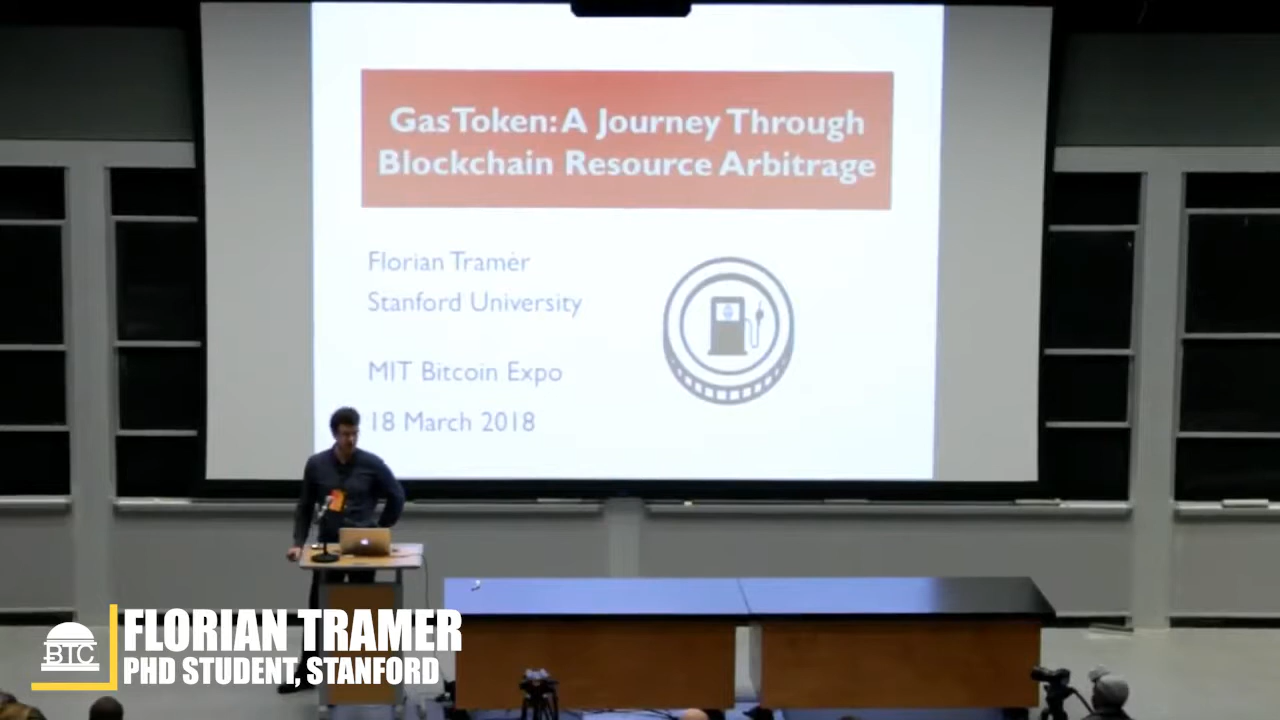 GasToken: A Journey Through
Blockchain Resource Arbitrage
Florian Tramèr
Stanford University
MIT Bitcoin Expo
18 March 2018
FLORIAN TRAMER
PHD STUDENT, STANFORD
BTC